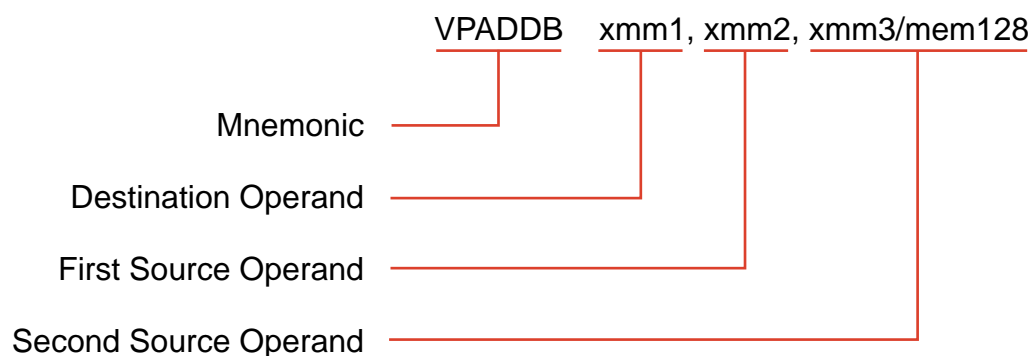 VPADDB xmm1, xmm2, xmm3/mem128
Mnemonic
Destination Operand
First Source Operand
Second Source Operand